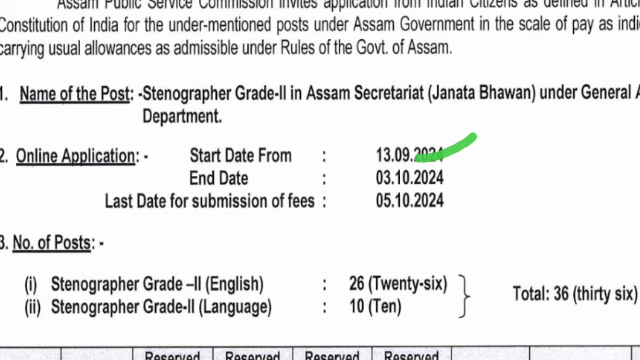 Assam Public Service Commission invites application from Indian Citizens as defined in
Constitution of India for the under-mentioned posts under Assam Government in the scale of pay as
carrying usual allowances as admissible under Rules of the Govt. of Assam.
1. Name of the Post: -Stenographer Grade-II in Assam Secretariat (Janata Bhawan) under General
Department.
2. Online Application: - Start Date From : 13.09.2024
End Date : 03.10.2024
Last Date for submission of fees : 05.10.2024
3. No. of Posts: -
(i) Stenographer Grade –II (English) : 26 (Twenty-six)
(ii) Stenographer Grade-II (Language) : 10 (Ten)
Total: 36 (thirty six)
Reserved Reserved Reserved Reserved